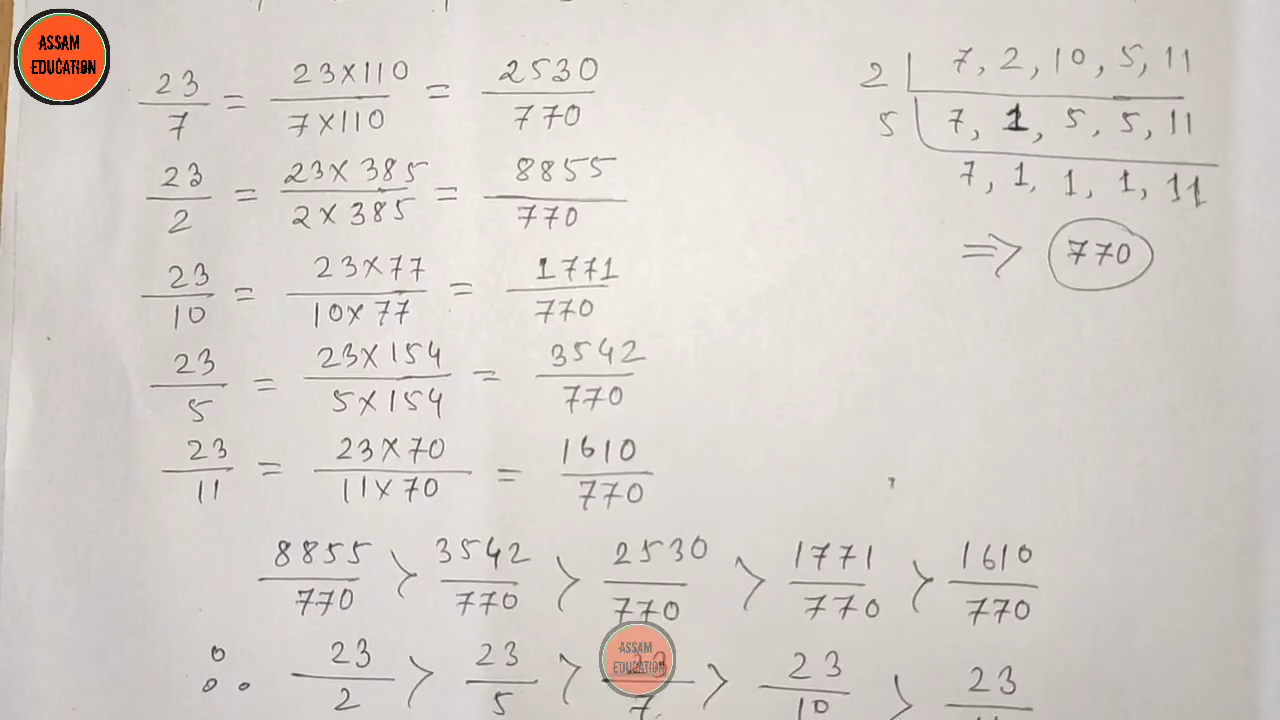 ASSAM
EDUCATION
23/7 = 23×110/7×110 = 2530/770
23/2 = 23×385/2×385 = 8855/770
23/10 = 23×77/10×77 = 1771/770
23/5 = 23×154/5×154 = 3542/770
23/11 = 23×70/11×70 = 1610/770
8855/770 > 3542/770 > 2530/770 > 1771/770 > 1610/770
∴ 23/2 > 23/5 > 23/7 > 23/10 > 23/11
ASSAM
EDUCATION
2 | 7, 2, 10, 5, 11
5 | 7, 1, 5, 5, 11
7, 1, 1, 1, 11
⇒ 770